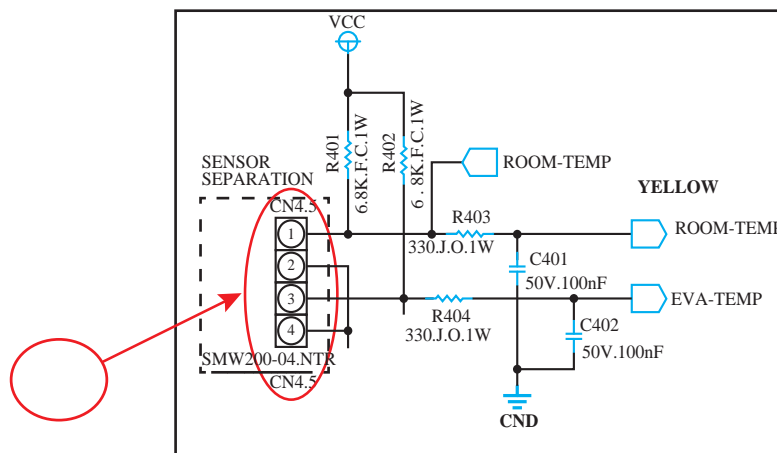 VCC
R401
6.8K.F.C.1W
R402
6 . 8K.F.C.1W
SENSOR
SEPARATION
ROOM-TEMP
YELLOW
CN4.5
1
R403
330.J.O.1W
ROOM-TEMP
2
C401
50V.100nF
3
EVA-TEMP
R404
330.J.O.1W
C402
50V.100nF
4
SMW200-04.NTR
CN4.5
CND